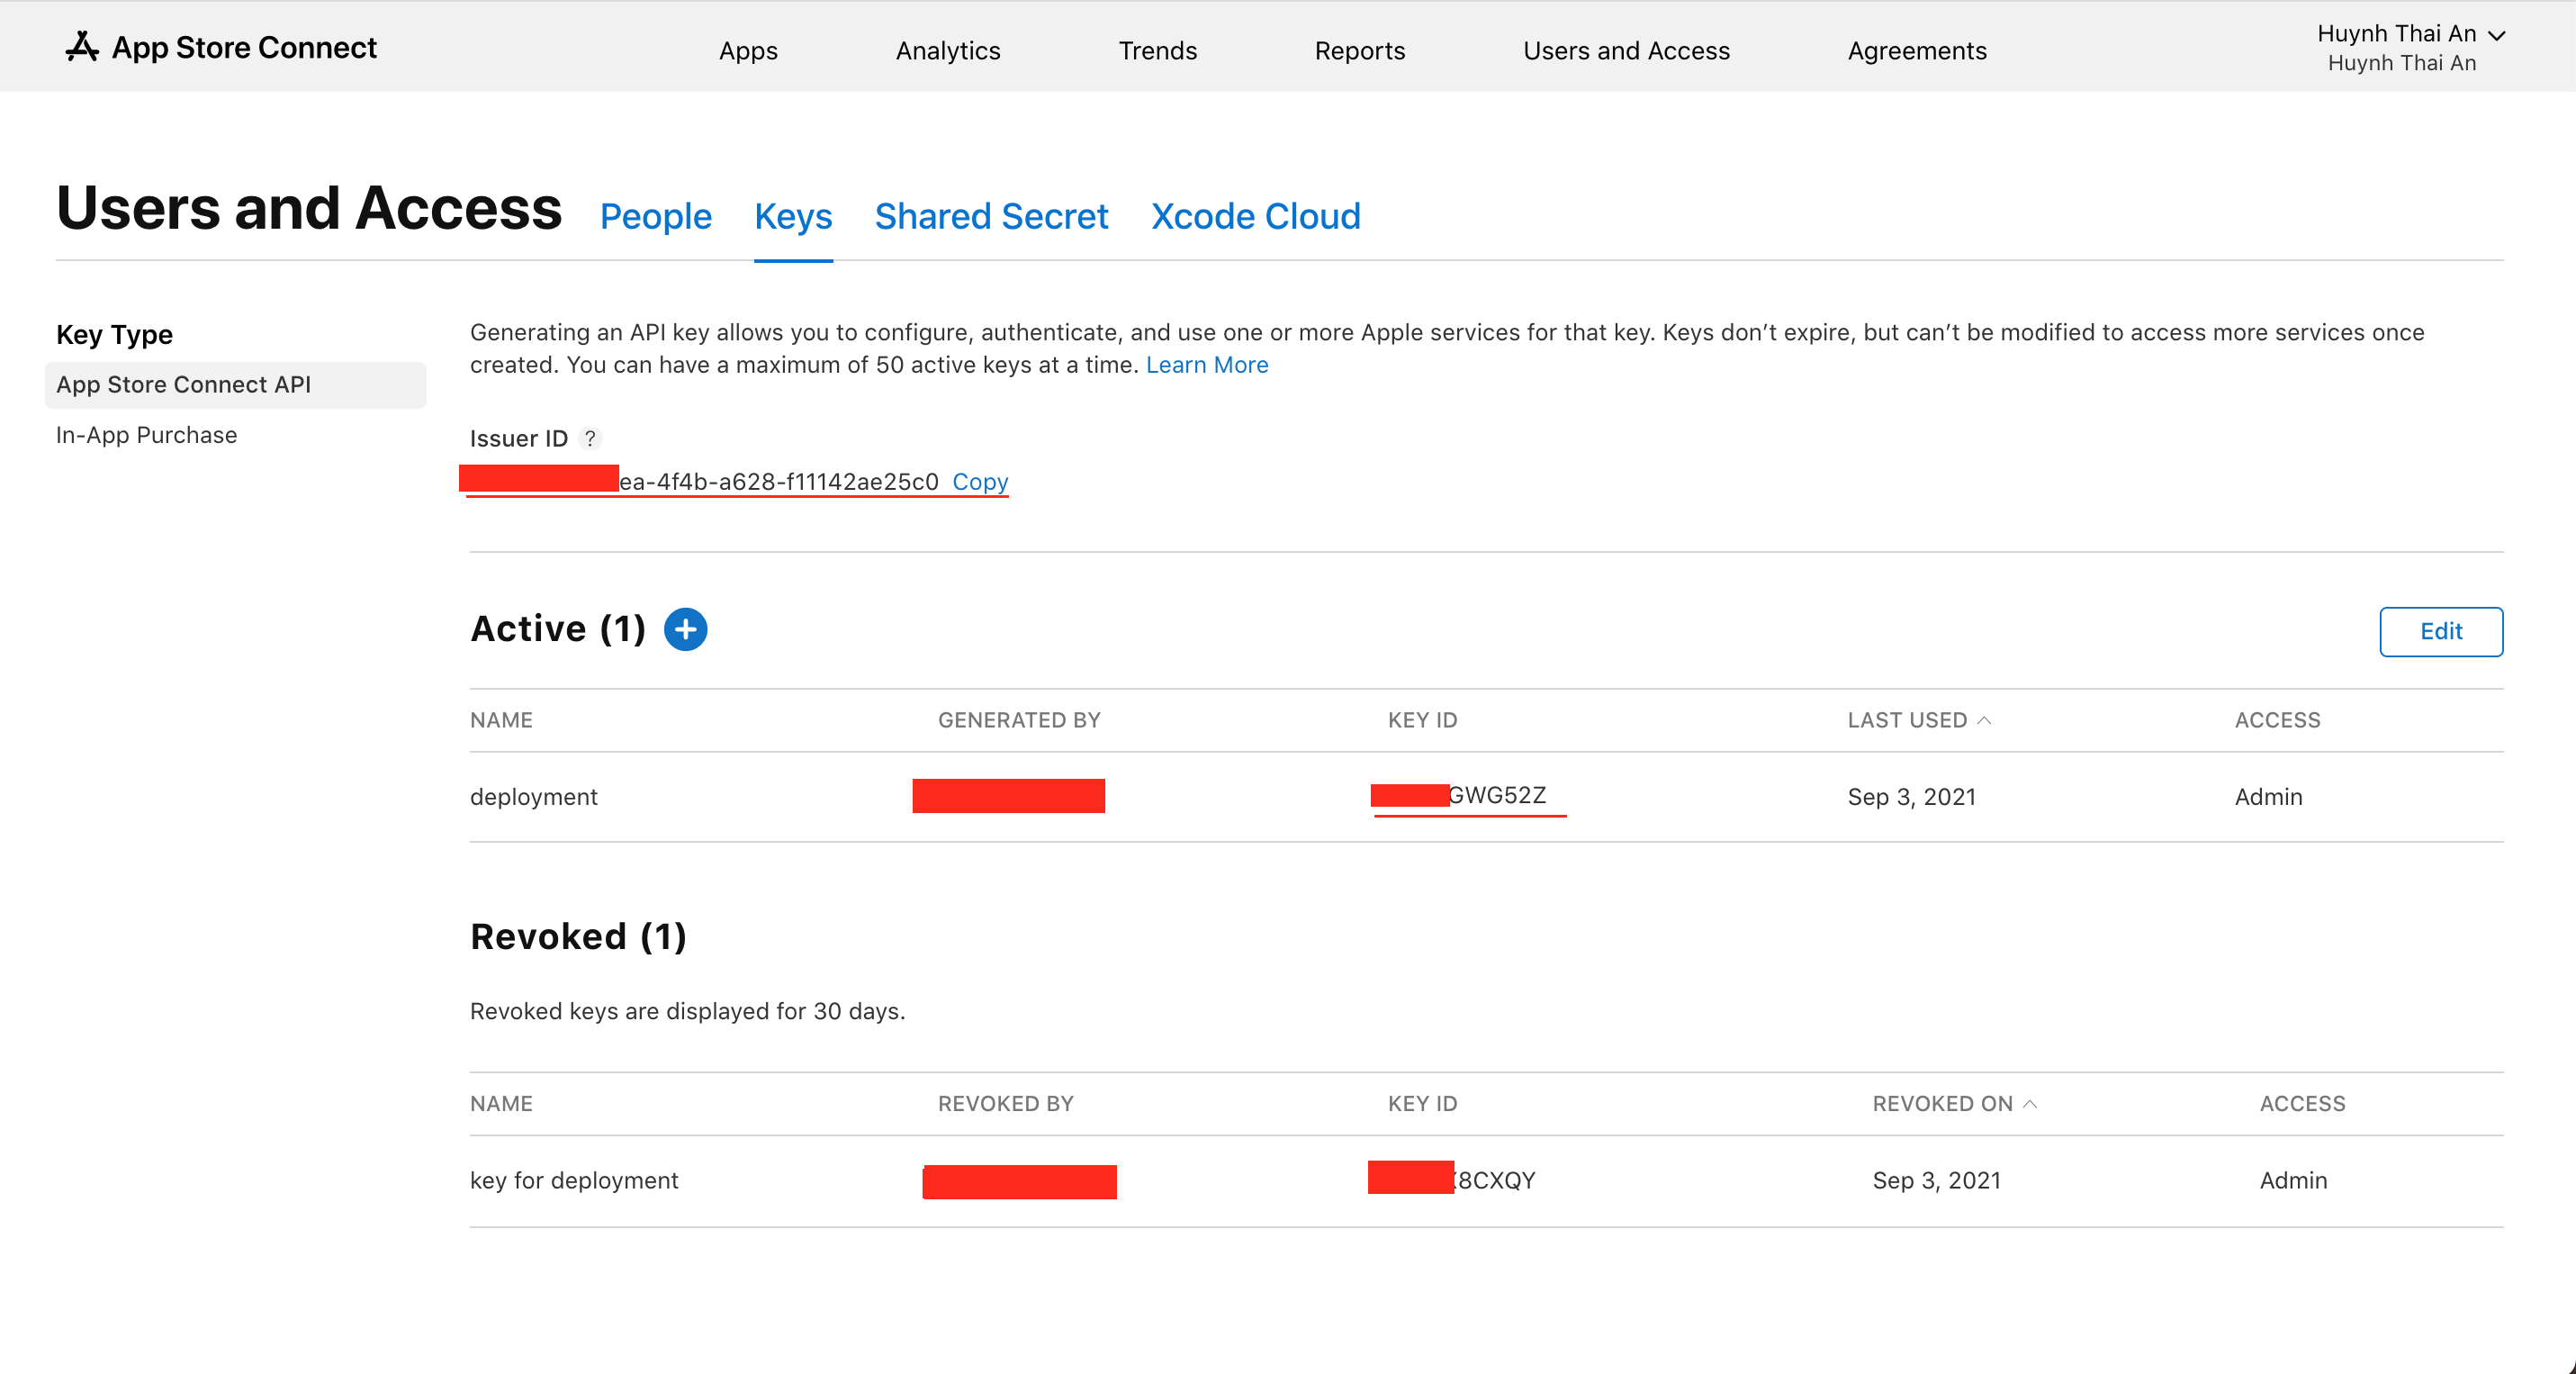 App Store Connect
Apps
Analytics
Trends
Reports
Users and Access
Agreements
Huynh Thai An
Huynh Thai An
Users and Access
People
Keys
Shared Secret
Xcode Cloud
Key Type
App Store Connect API
In-App Purchase
Generating an API key allows you to configure, authenticate, and use one or more Apple services for that key. Keys don’t expire, but can’t be modified to access more services once
created. You can have a maximum of 50 active keys at a time. Learn More
Issuer ID ?
ea-4f4b-a628-f11142ae25c0 Copy
Active (1) +
Edit
NAME GENERATED BY KEY ID LAST USED ACCESS
deployment GWG52Z Sep 3, 2021 Admin
Revoked (1)
Revoked keys are displayed for 30 days.
NAME REVOKED BY KEY ID REVOKED ON ACCESS
key for deployment 8CXQY Sep 3, 2021 Admin